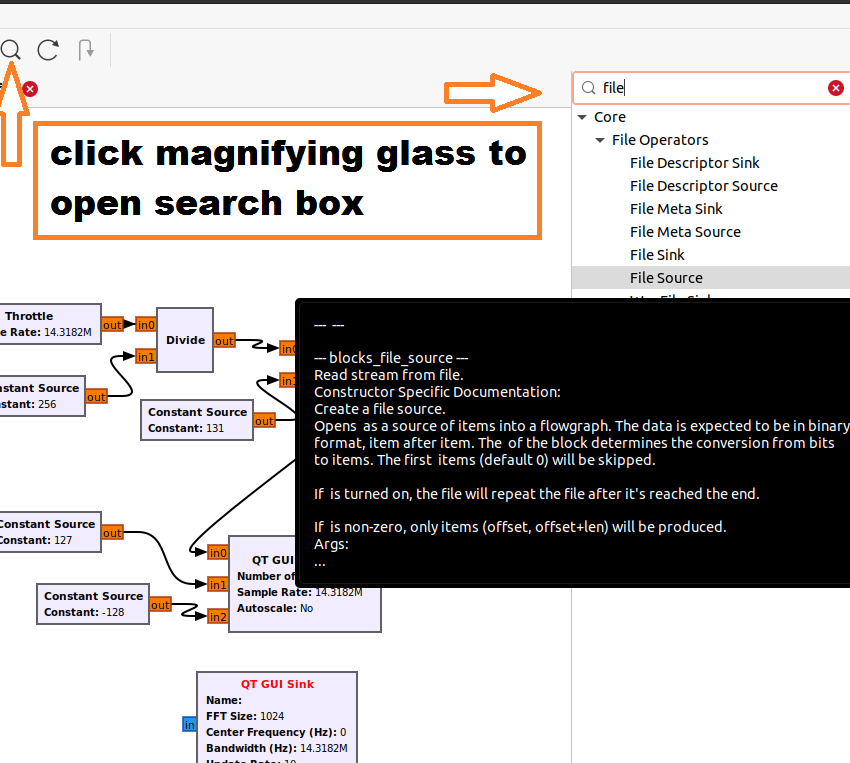 file
click magnifying glass to
open search box
Core
File Operators
File Descriptor Sink
File Descriptor Source
File Meta Sink
File Meta Source
File Sink
File Source
Throttle
e Rate: 14.3182M
out
in0
in1
Divide
out
in0
in1
nstant Source
nstant: 256
out
Constant Source
Constant: 131
out
--- ---
--- blocks_file_source ---
Read stream from file.
Constructor Specific Documentation:
Create a file source.
Opens  as a source of items into a flowgraph. The data is expected to be in binary
format, item after item. The  of the block determines the conversion from bits
to items. The first  items (default 0) will be skipped.
If  is turned on, the file will repeat the file after it's reached the end.
If  is non-zero, only items (offset, offset+len) will be produced.
Args:
...
Constant Source
Constant: 127
out
Constant Source
Constant: -128
out
in0
in1
in2
QT GUI
Number of
Sample Rate: 14.3182M
Autoscale: No
QT GUI Sink
in
Name:
FFT Size: 1024
Center Frequency (Hz): 0
Bandwidth (Hz): 14.3182M
Update Rate: 10